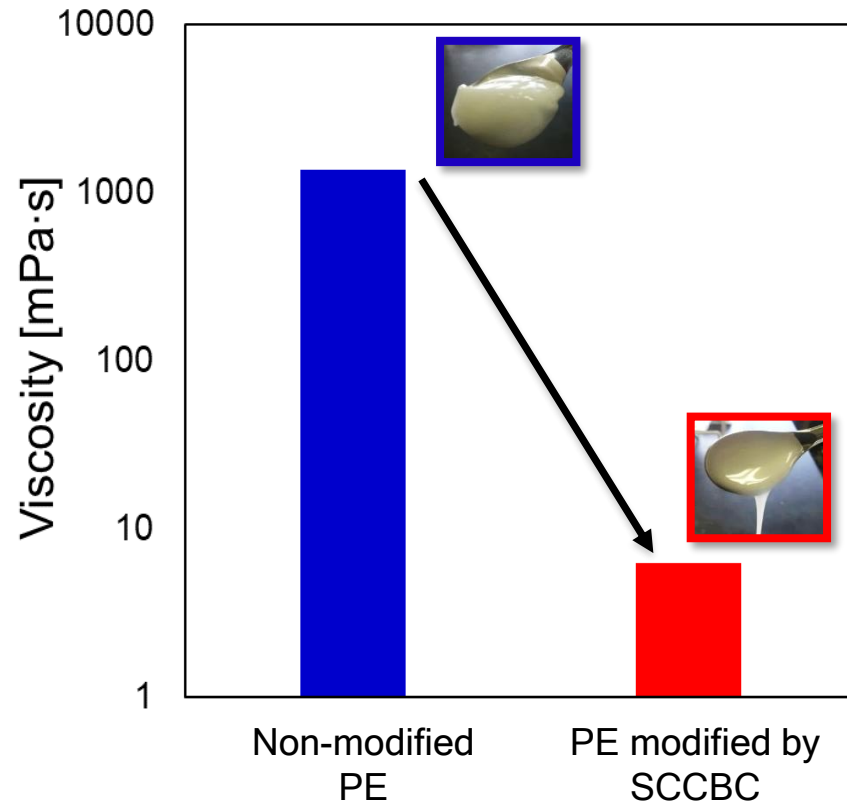 10000
1000
100
10
1
Viscosity [mPa·s]
Non-modified
PE
PE modified by
SCCBC